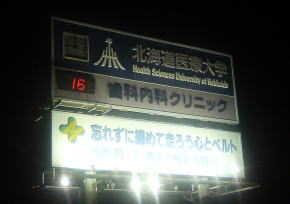 北海道医療大学
Health Sciences University of Hokkaido
16
歯科内科クリニック
忘れずに締めて走ろう心とベルト